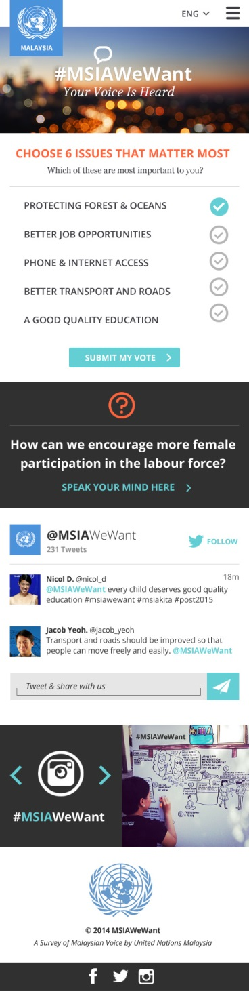 ENG
MALAYSIA
#MSIAWeWant
Your Voice Is Heard
CHOOSE 6 ISSUES THAT MATTER MOST
Which of these are most important to you?
PROTECTING FOREST & OCEANS
BETTER JOB OPPORTUNITIES
PHONE & INTERNET ACCESS
BETTER TRANSPORT AND ROADS
A GOOD QUALITY EDUCATION
SUBMIT MY VOTE
?
How can we encourage more female
participation in the labour force?
SPEAK YOUR MIND HERE
@MSIAWeWant
231 Tweets
FOLLOW
Nicol D. @nicol_d
18m
@MSIAWeWant every child deserves good quality
education #msiawewant #msiakita #post2015
Jacob Yeoh. @jacob_yeoh
Transport and roads should be improved so that
people can move freely and easily. @MSIAWeWant
Tweet & share with us
#MSIAWeWant
#MSIAWeWant
© 2014 MSIAWeWant
A Survey of Malaysian Voice by United Nations Malaysia